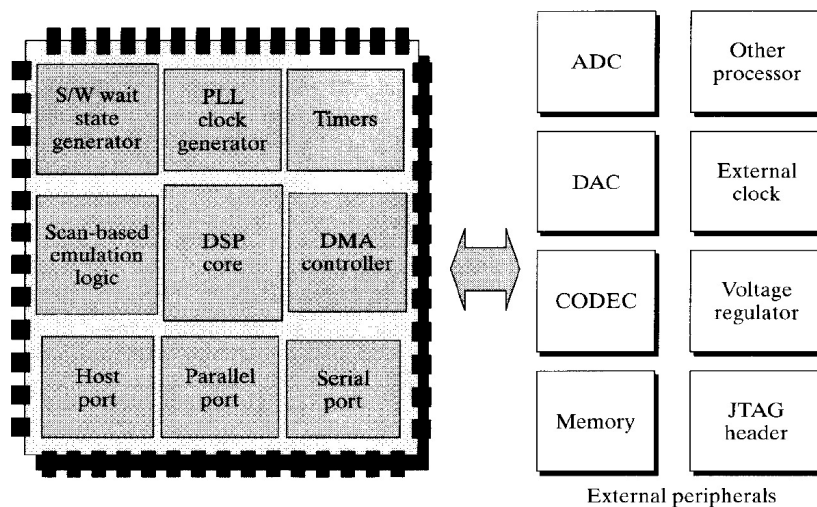 S/W wait
state
generator
PLL
clock
generator
Timers
Scan-based
emulation
logic
DSP
core
DMA
controller
Host
port
Parallel
port
Serial
port
ADC
Other
processor
DAC
External
clock
CODEC
Voltage
regulator
Memory
JTAG
header
External peripherals